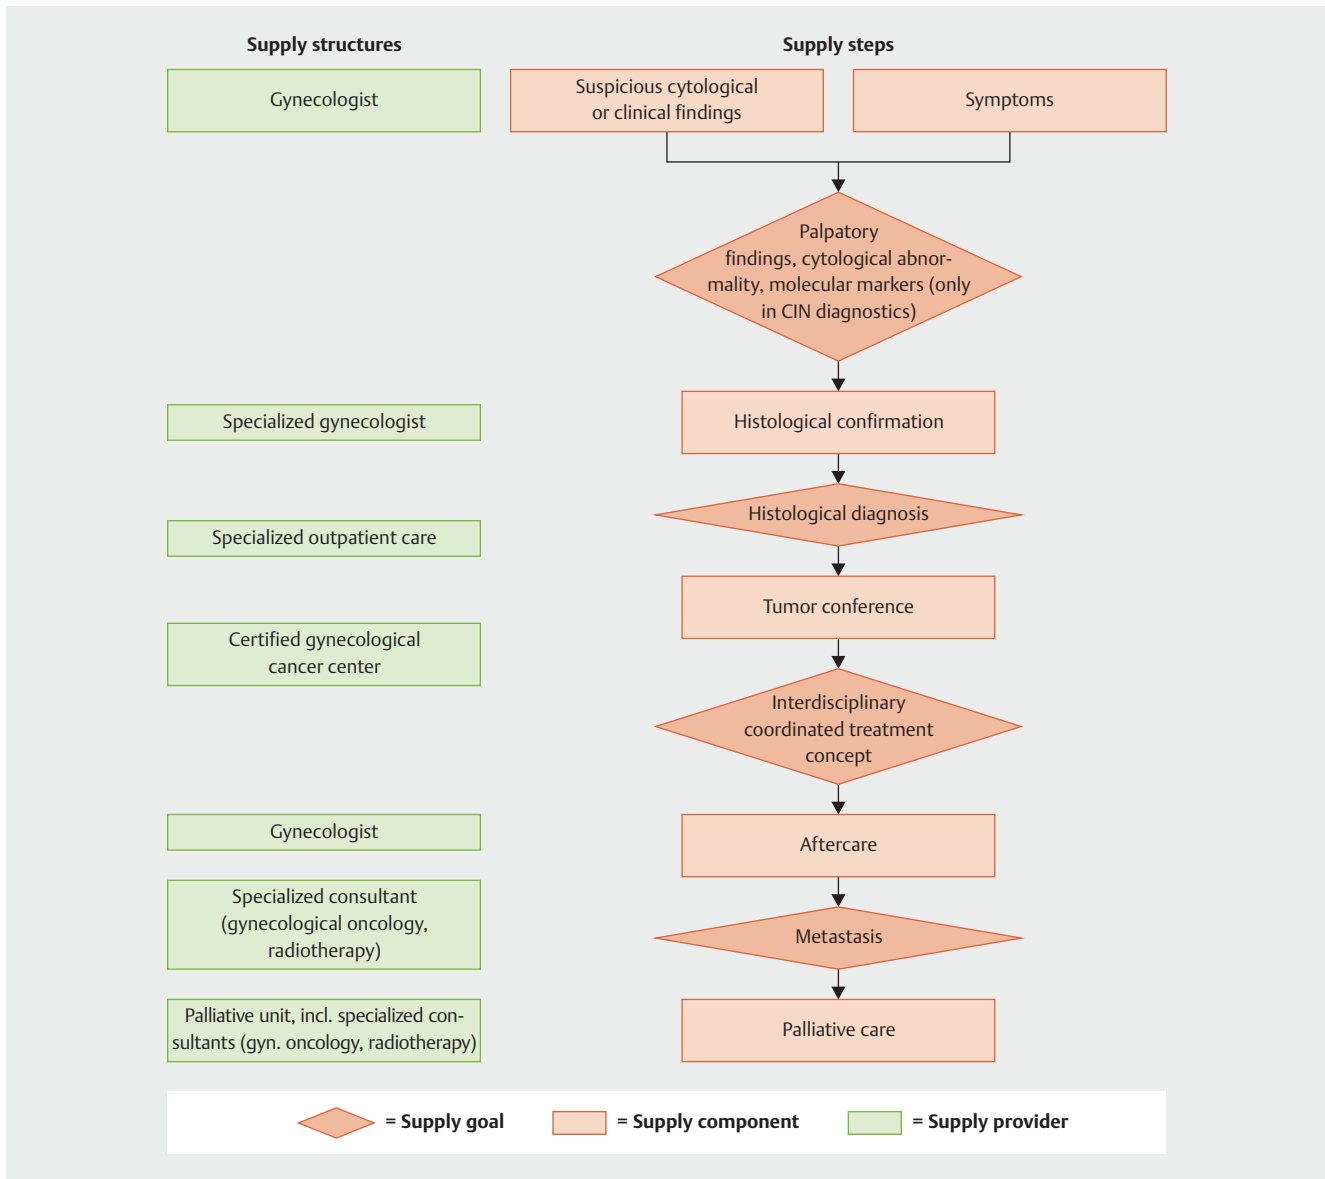 Supply structures
Supply steps
Gynecologist
Suspicious cytological
or clinical findings
Symptoms
Palpatory
findings, cytological abnor-
mality, molecular markers (only
in CIN diagnostics)
Specialized gynecologist
Histological confirmation
Histological diagnosis
Specialized outpatient care
Tumor conference
Certified gynecological
cancer center
Interdisciplinary
coordinated treatment
concept
Gynecologist
Aftercare
Specialized consultant
(gynecological oncology,
radiotherapy)
Metastasis
Palliative unit, incl. specialized con-
sultants (gyn. oncology, radiotherapy)
Palliative care
= Supply goal
= Supply component
= Supply provider